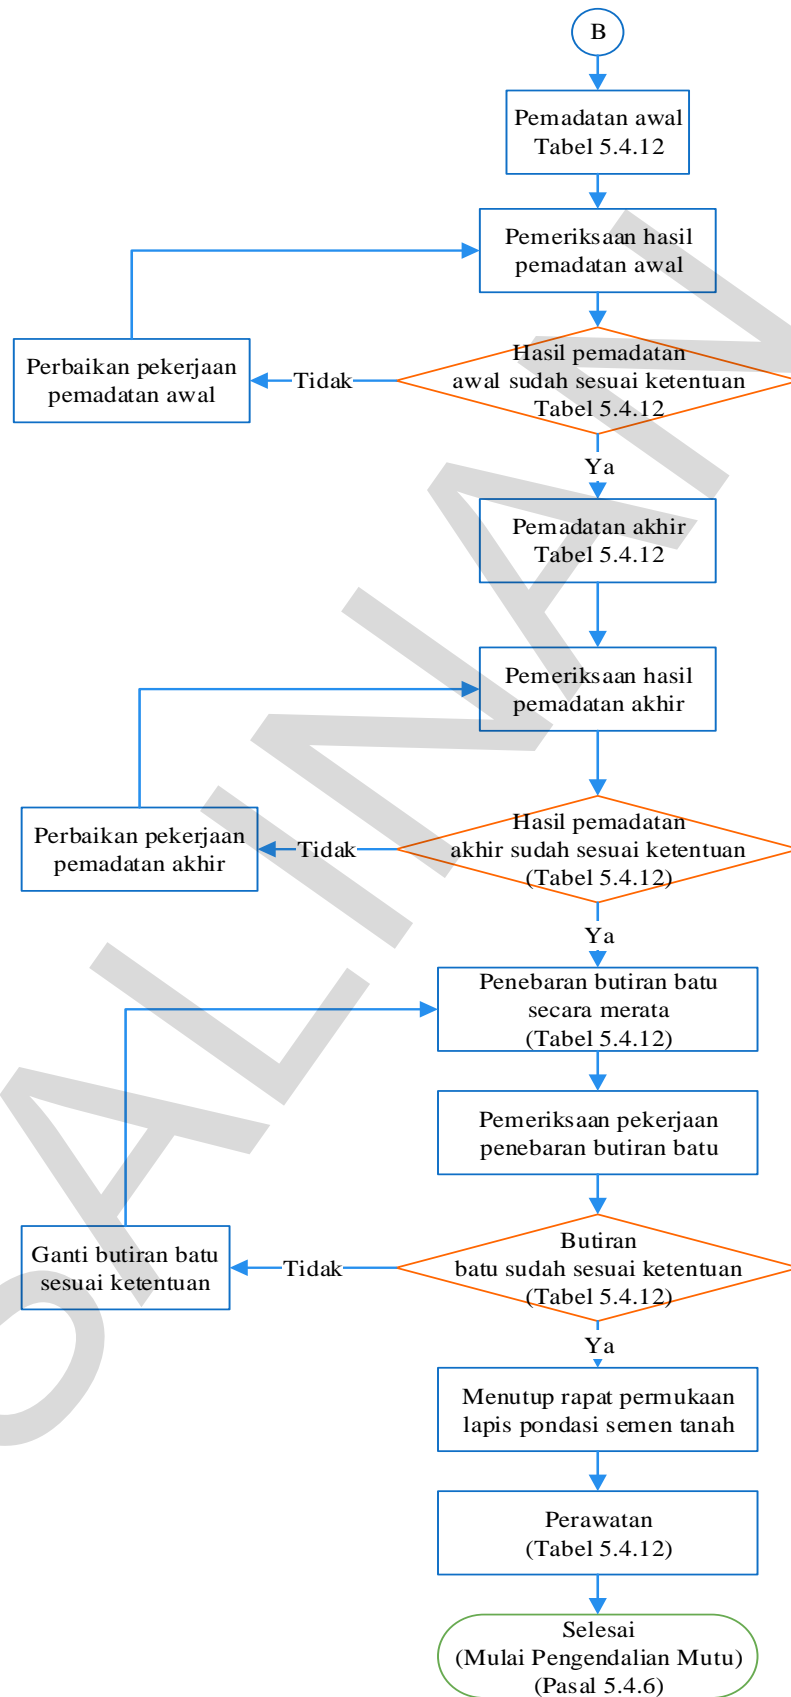 B
Pemadatan awal
Tabel 5.4.12
Pemeriksaan hasil
pemadatan awal
Hasil pemadatan
awal sudah sesuai ketentuan
Tabel 5.4.12
Tidak
Perbaikan pekerjaan
pemadatan awal
Ya
Pemadatan akhir
Tabel 5.4.12
Pemeriksaan hasil
pemadatan akhir
Hasil pemadatan
akhir sudah sesuai ketentuan
(Tabel 5.4.12)
Tidak
Perbaikan pekerjaan
pemadatan akhir
Ya
Penebaran butiran batu
secara merata
(Tabel 5.4.12)
Pemeriksaan pekerjaan
penebaran butiran batu
Butiran
batu sudah sesuai ketentuan
(Tabel 5.4.12)
Tidak
Ganti butiran batu
sesuai ketentuan
Ya
Menutup rapat permukaan
lapis pondasi semen tanah
Perawatan
(Tabel 5.4.12)
Selesai
(Mulai Pengendalian Mutu)
(Pasal 5.4.6)
SALINAN